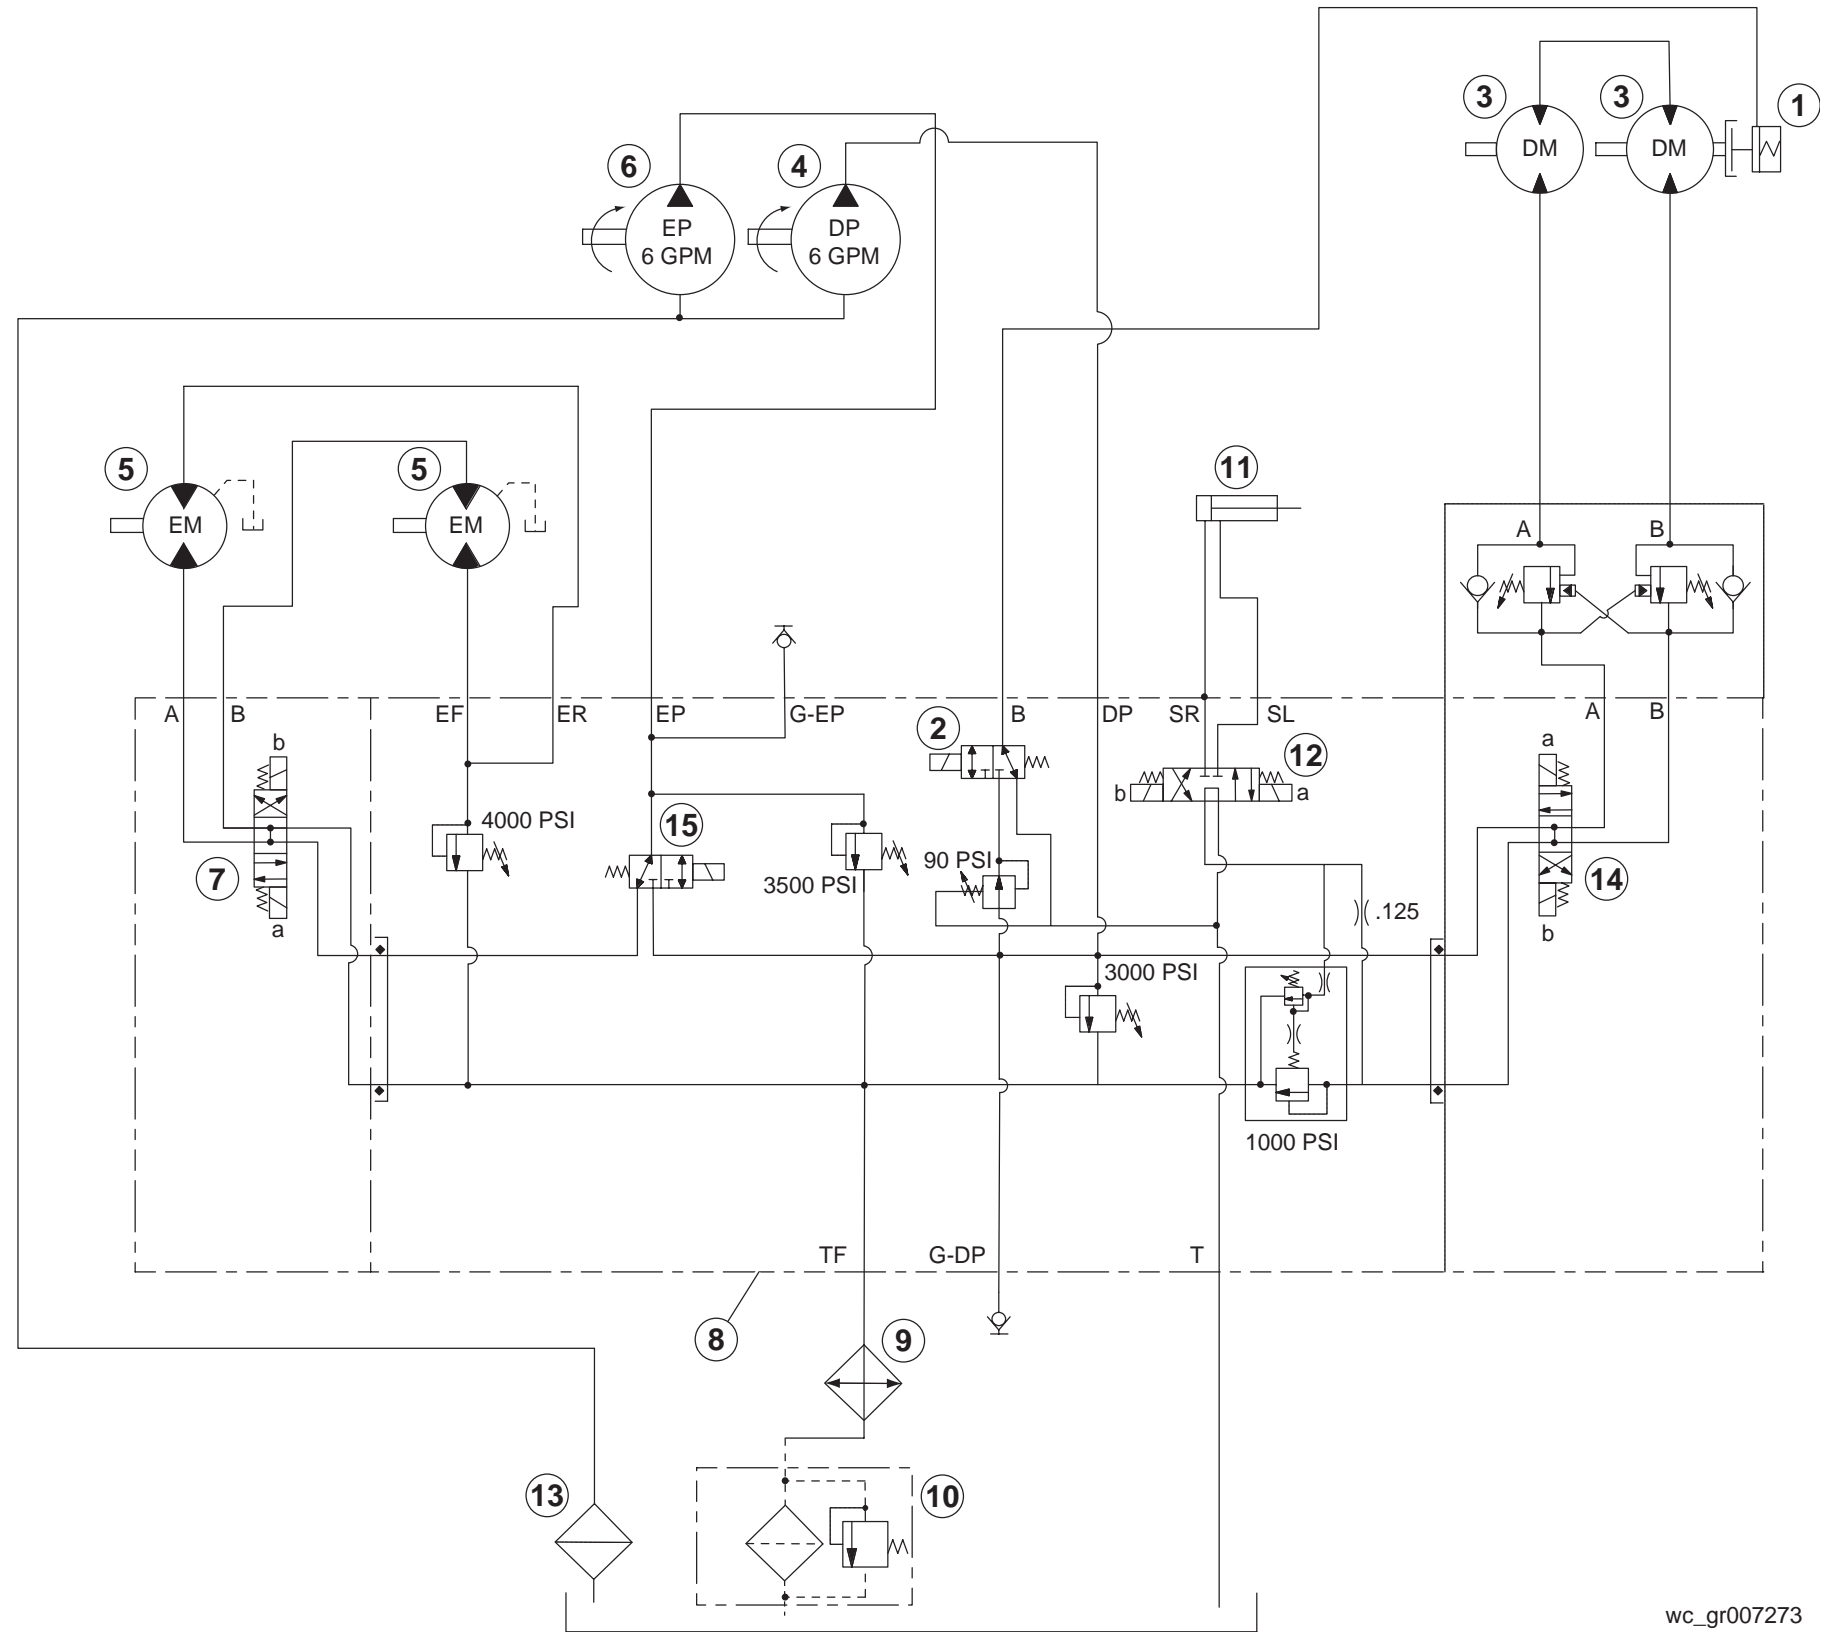 3
3
1
DM
DM
6
4
EP
6 GPM
DP
6 GPM
5
5
11
EM
EM
A
B
A
B
EF
ER
EP
G-EP
B
DP
SR
SL
A
B
2
12
b
a
b
a
4000 PSI
15
7
a
3500 PSI
90 PSI
14
b
.125
3000 PSI
1000 PSI
TF
G-DP
T
8
9
13
10
wc_gr007273